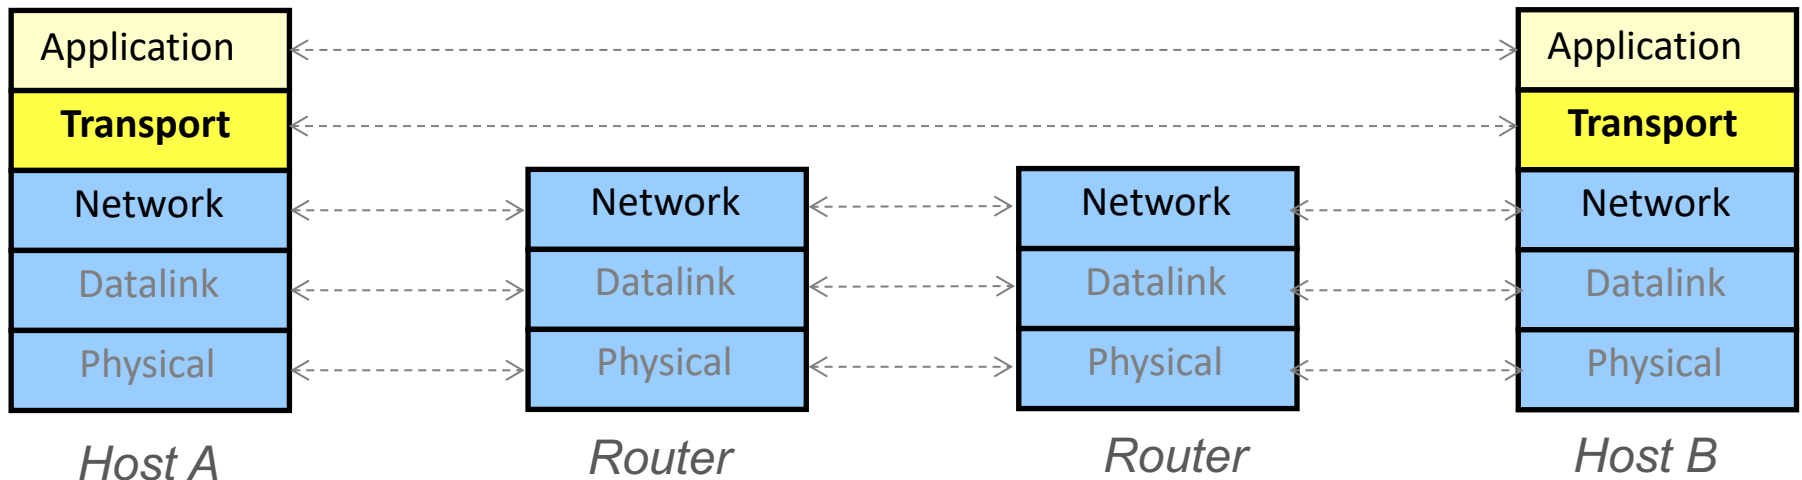 Application
Transport
Network
Datalink
Physical
Host A
Network
Datalink
Physical
Router
Network
Datalink
Physical
Router
Application
Transport
Network
Datalink
Physical
Host B